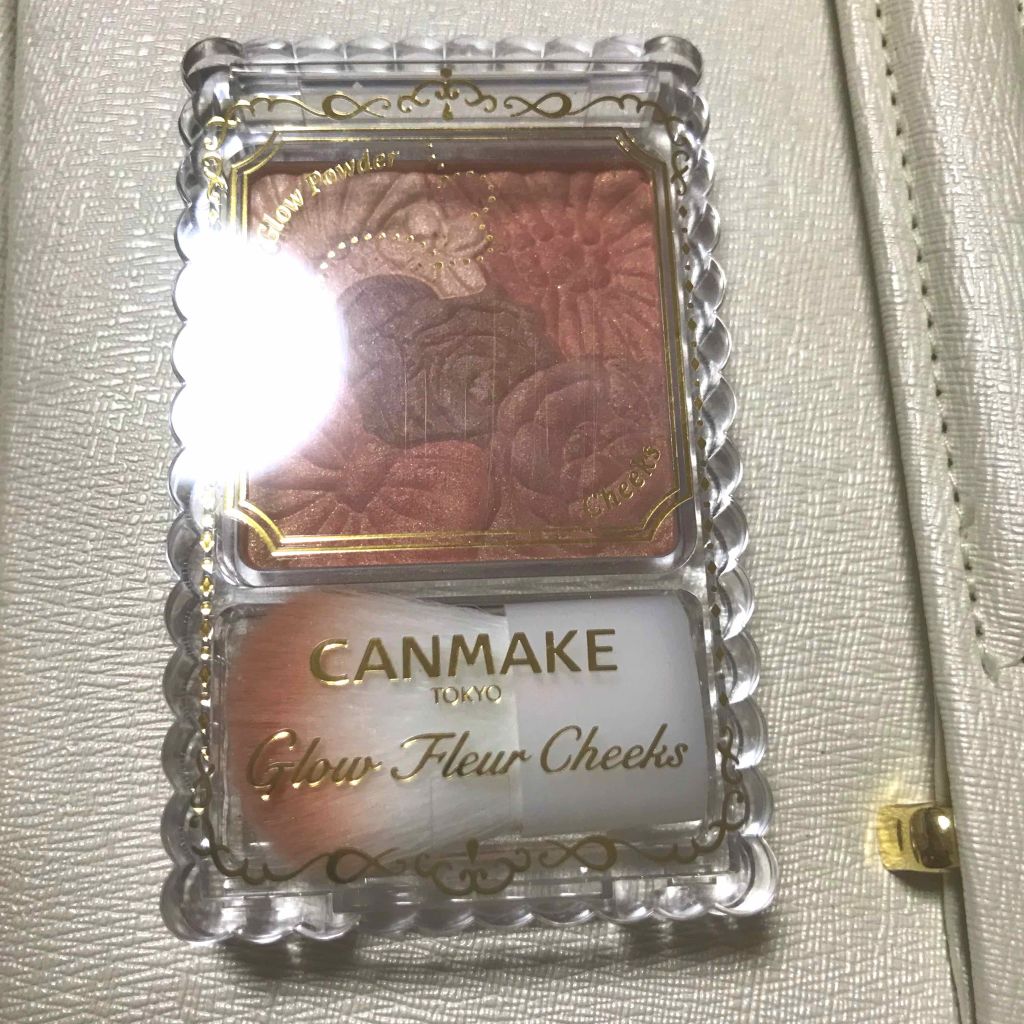 Glow Powder
Cheeks
CANMAKE
TOKYO
Glow Fleur Cheeks